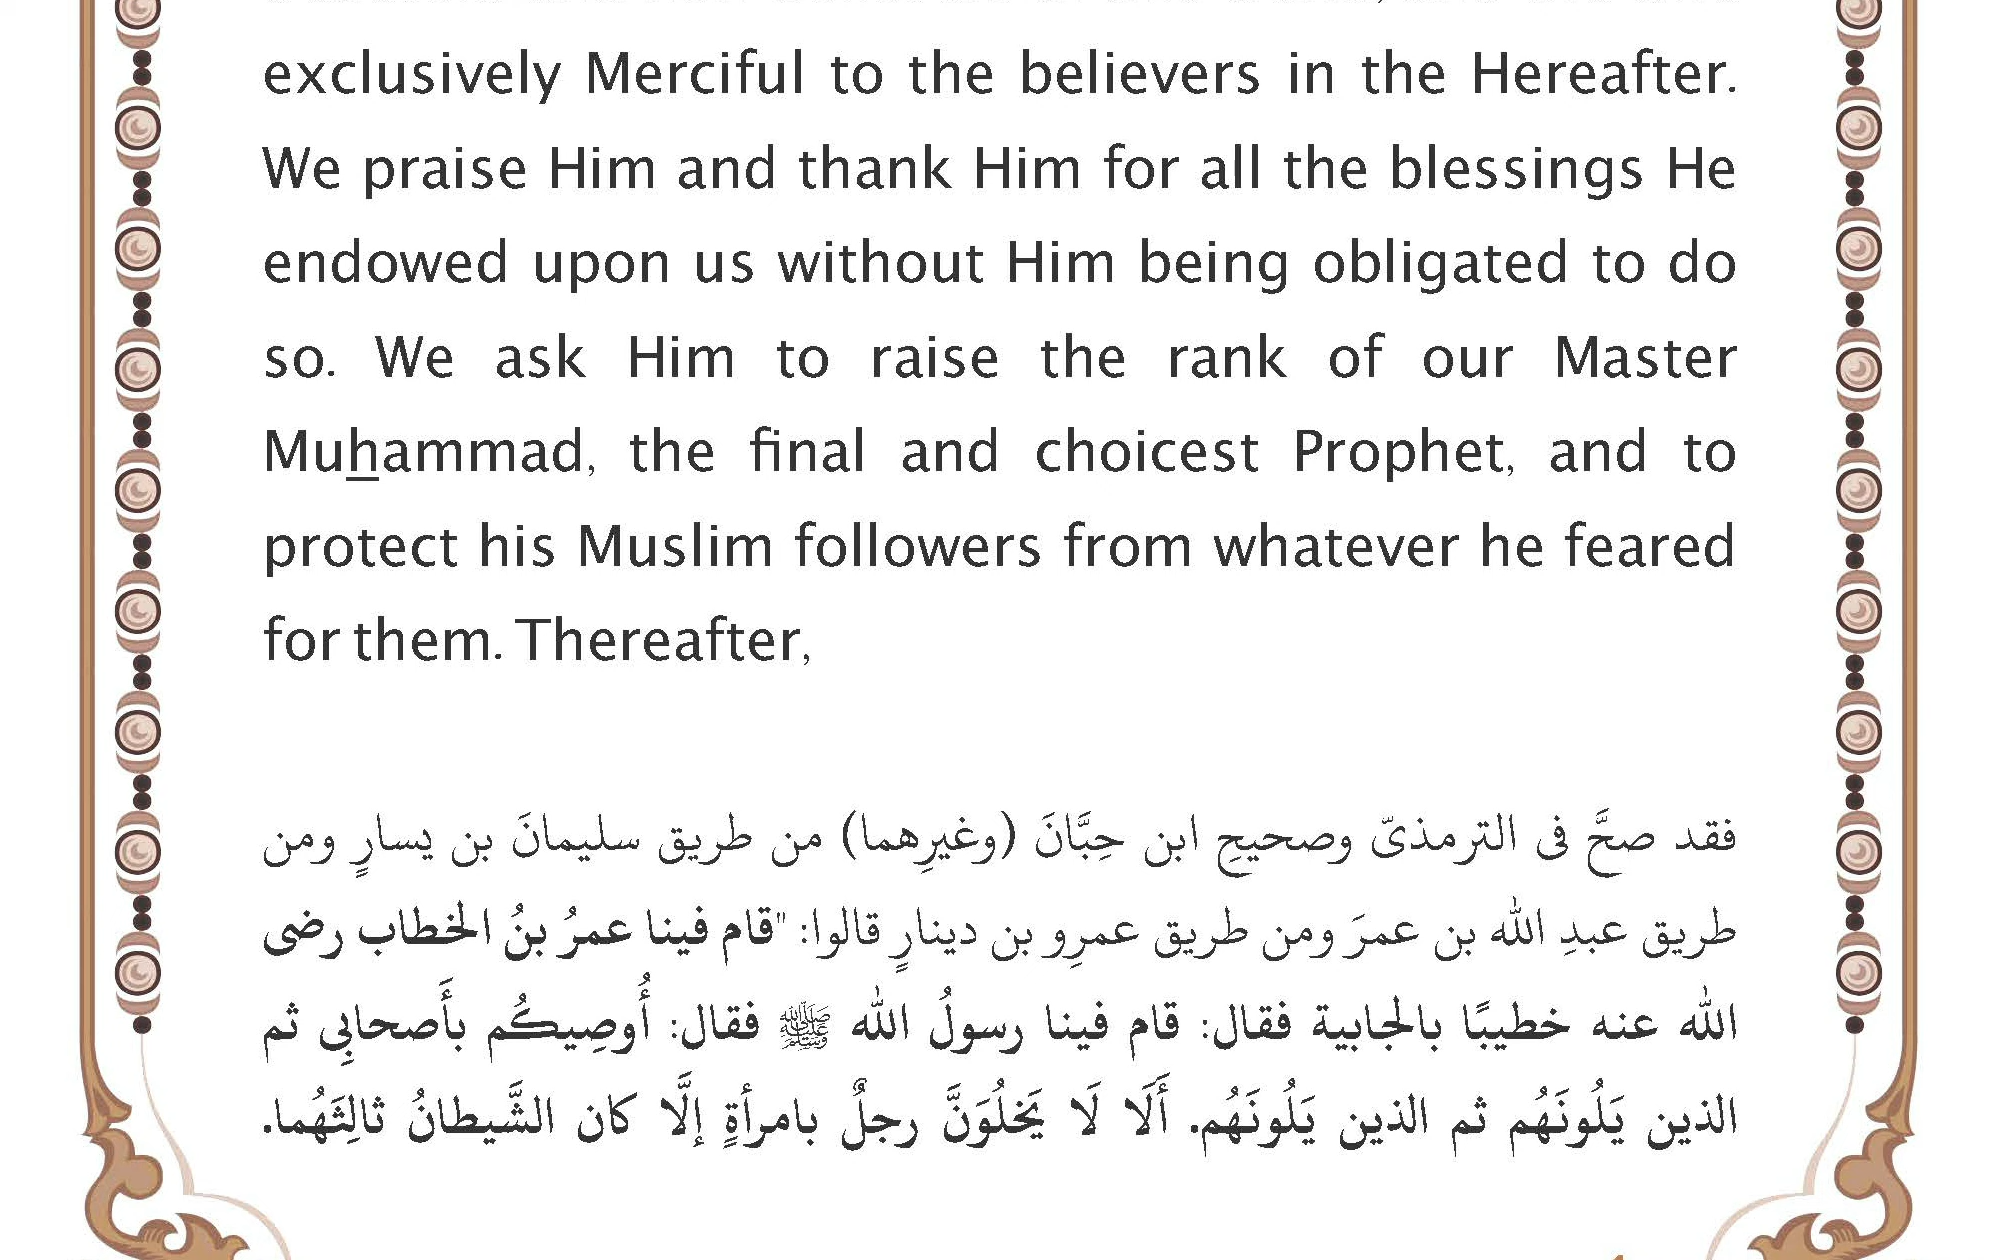 exclusively Merciful to the believers in the Hereafter.
We praise Him and thank Him for all the blessings He
endowed upon us without Him being obligated to do
so. We ask Him to raise the rank of our Master
Muhammad, the final and choicest Prophet, and to
protect his Muslim followers from whatever he feared
for them. Thereafter,
فقد صحَّ فى الترمذىّ وصحيحِ ابن حِبَّانَ (وغيرِهما) من طريق سليمانَ بن يسارٍ ومن
طريق عبدِ الله بن عمرَ ومن طريق عمرِو بن دينارٍ قالوا: "قام فينا عمرُ بنُ الخطاب رضى
الله عنه خطيبًا بالجابية فقال: قام فينا رسولُ الله ﷺ فقال: أُوصِيكُم بأَصحابِى ثم
الذين يَلُونَهُم ثم الذين يَلُونَهُم. أَلَا لَا يَخلُوَنَّ رجلٌ بامرأةٍ إلَّا كان الشَّيطانُ ثالِثَهُما.